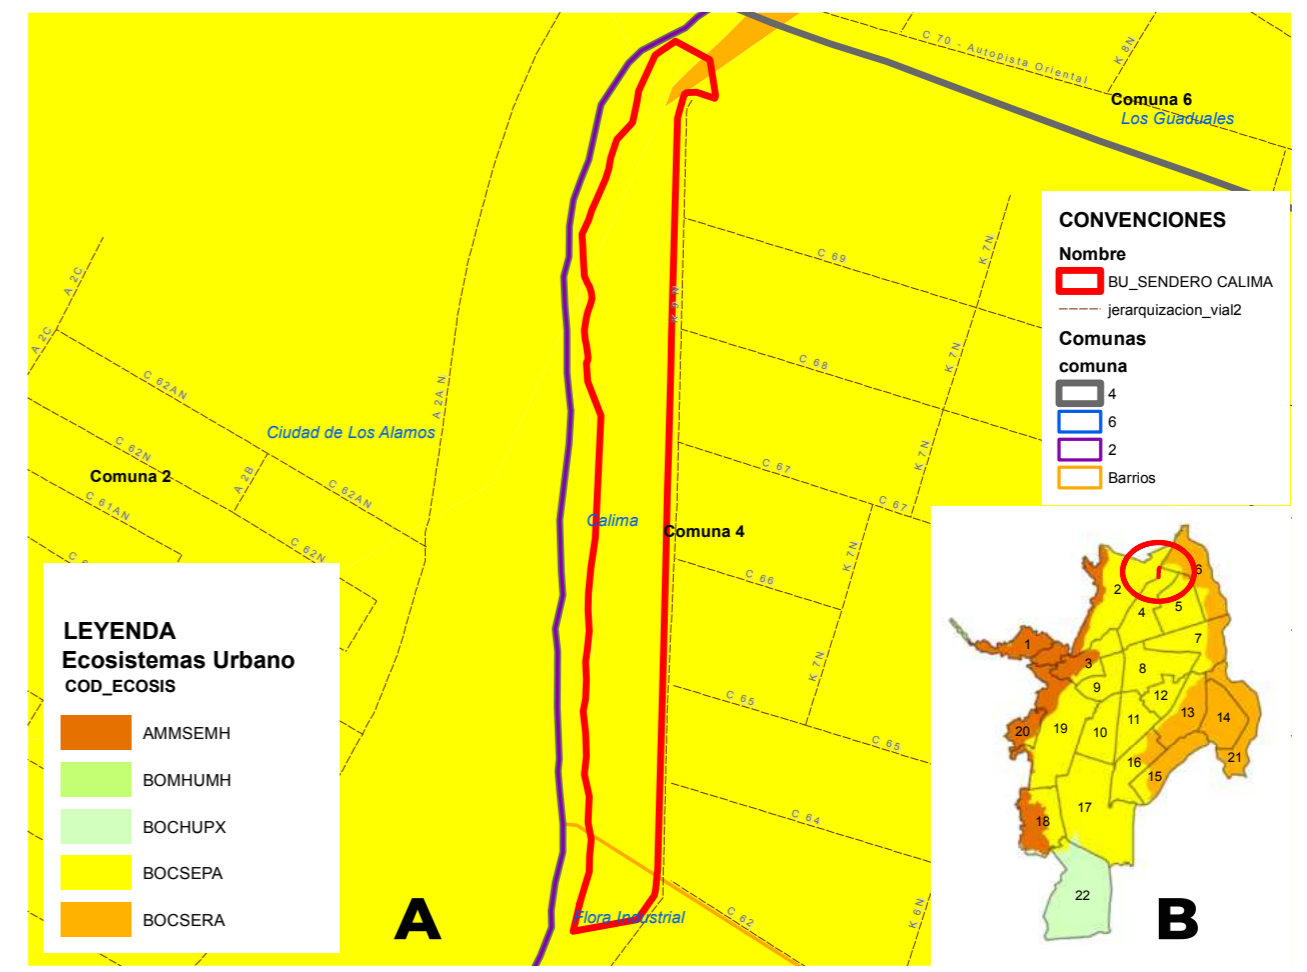 C 70 - Autopista Oriental
K 8N
Comuna 6
Los Guaduales
CONVENCIONES
Nombre
BU_SENDERO CALIMA
jerarquizacion_vial2
Comunas
comuna
4
6
2
Barrios
A 2C
A 2C
C 62AN
C 62N
A 2B
C 62AN
C 61AN
C 62N
A 2A N
Ciudad de Los Alamos
Comuna 2
Calima
Comuna 4
C 69
K 7N
C 68
K 7N
C 67
K 7N
C 67
K 7N
C 66
K 7N
C 65
C 65
C 64
C 62
K 6N
Flora Industrial
LEYENDA
Ecosistemas Urbano
COD_ECOSIS
AMMSEMH
BOMHUMH
BOCHUPX
BOCSEPA
BOCSERA
A
6
2
4
5
7
1
3
8
9
12
13
14
20
19
10
11
16
15
21
18
17
22
B